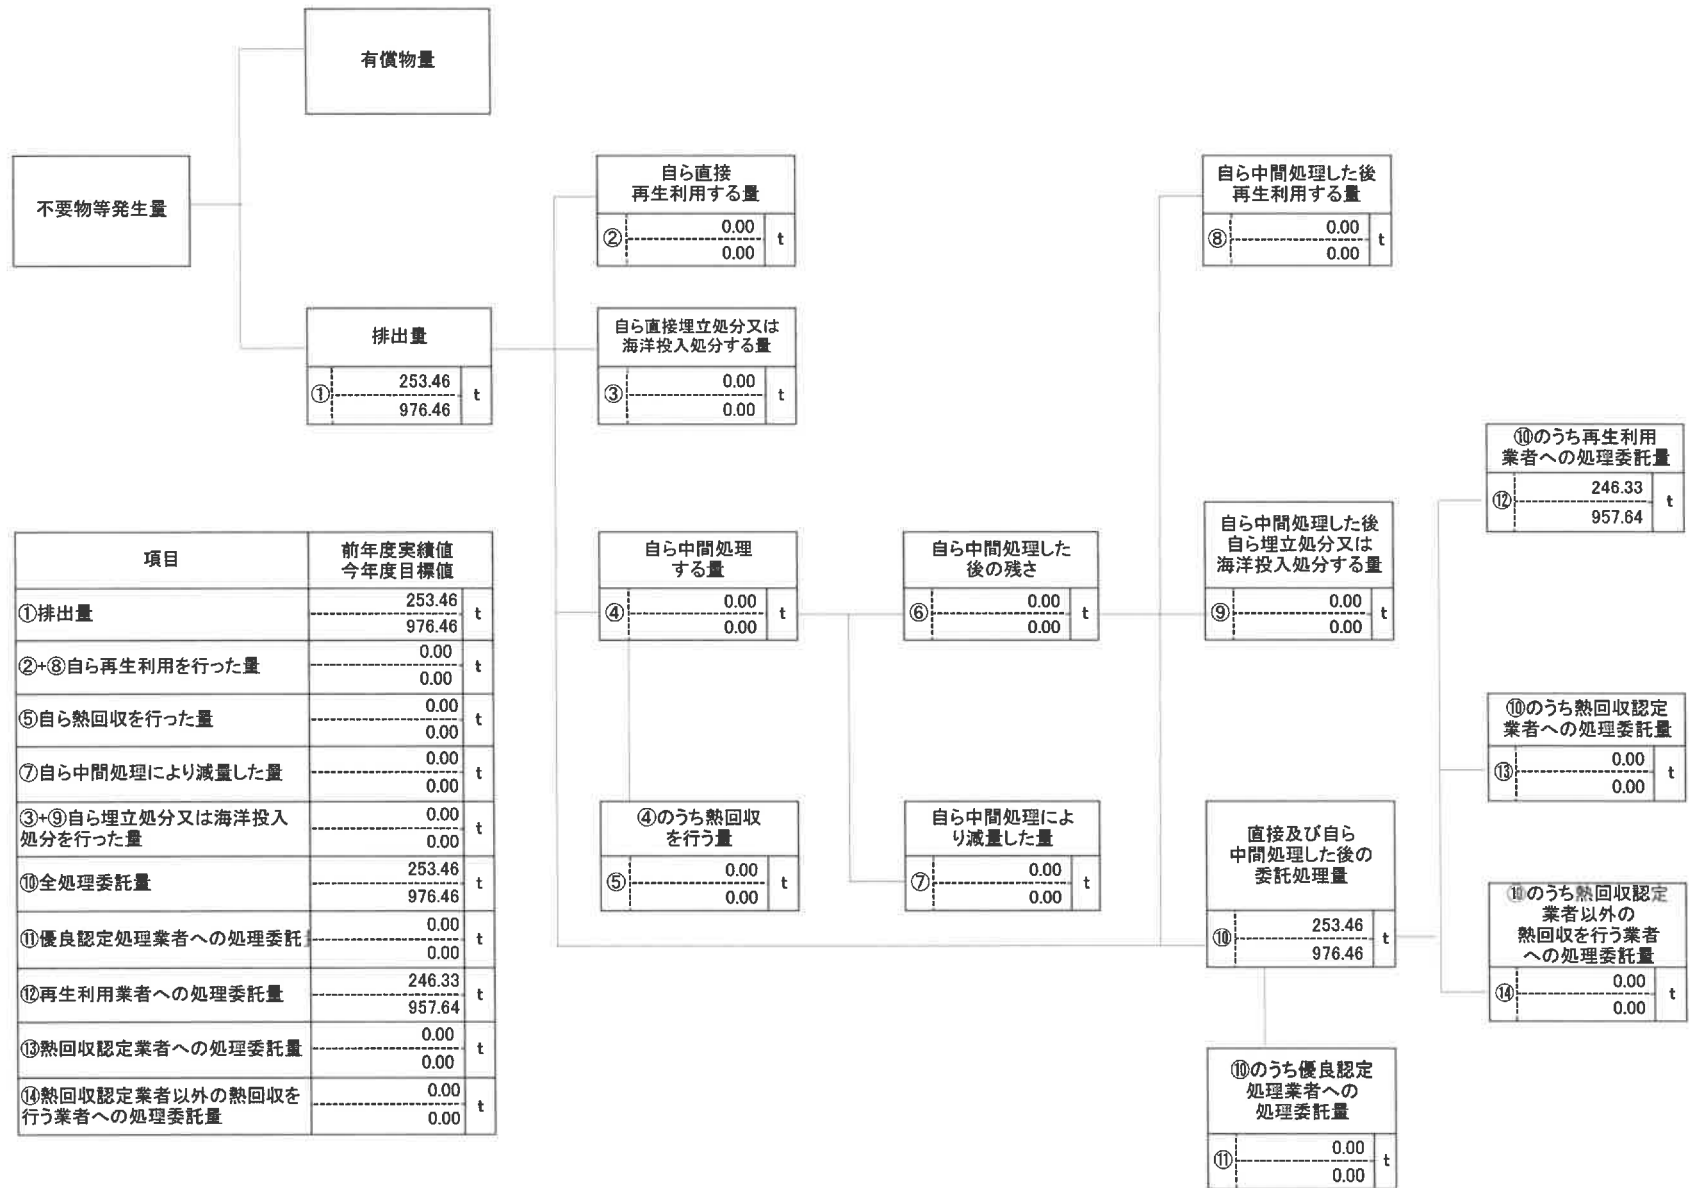 有償物量
不要物等発生量
排出量
①
253.46
976.46
t
自ら直接
再生利用する量
②
0.00
0.00
t
自ら直接埋立処分又は
海洋投入処分する量
③
0.00
0.00
t
自ら中間処理
する量
④
0.00
0.00
t
④のうち熱回収
を行う量
⑤
0.00
0.00
t
自ら中間処理した
後の残さ
⑥
0.00
0.00
t
自ら中間処理によ
り減量した量
⑦
0.00
0.00
t
自ら中間処理した後
再生利用する量
⑧
0.00
0.00
t
自ら中間処理した後
自ら埋立処分又は
海洋投入処分する量
⑨
0.00
0.00
t
直接及び自ら
中間処理した後の
委託処理量
⑩
253.46
976.46
t
⑩のうち優良認定
処理業者への
処理委託量
⑪
0.00
0.00
t
⑩のうち再生利用
業者への処理委託量
⑫
246.33
957.64
t
⑩のうち熱回収認定
業者への処理委託量
⑬
0.00
0.00
t
⑩のうち熱回収認定
業者以外の
熱回収を行う業者
への処理委託量
⑭
0.00
0.00
t
項目
前年度実績値
今年度目標値
①排出量
253.46
976.46
t
②+⑧自ら再生利用を行った量
0.00
0.00
t
⑤自ら熱回収を行った量
0.00
0.00
t
⑦自ら中間処理により減量した量
0.00
0.00
t
③+⑨自ら埋立処分又は海洋投入
処分を行った量
0.00
0.00
t
⑩全処理委託量
253.46
976.46
t
⑪優良認定処理業者への処理委託
0.00
0.00
t
⑫再生利用業者への処理委託量
246.33
957.64
t
⑬熱回収認定業者への処理委託量
0.00
0.00
t
⑭熱回収認定業者以外の熱回収を
行う業者への処理委託量
0.00
0.00
t